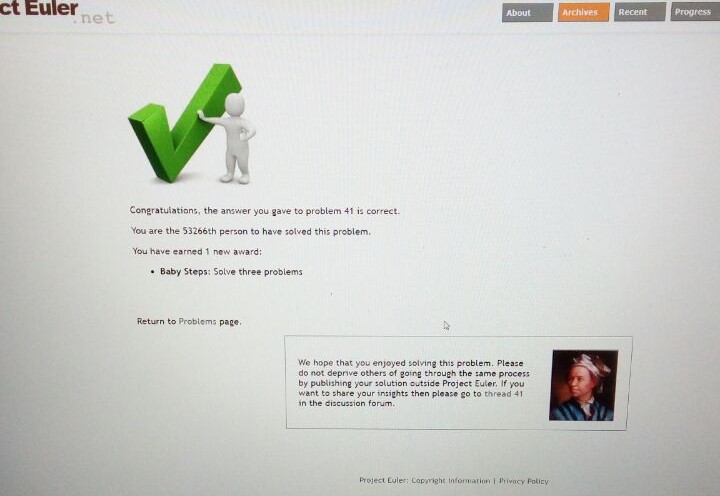 ct Euler
.net
About Archives Recent Progress
Congratulations, the answer you gave to problem 41 is correct.
You are the 53266th person to have solved this problem.
You have earned 1 new award:
• Baby Steps: Solve three problems
Return to Problems page.
We hope that you enjoyed solving this problem. Please
do not deprive others of going through the same process
by publishing your solution outside Project Euler. If you
want to share your insights then please go to thread 41
in the discussion forum.
Project Euler: Copyright Information | Privacy Policy